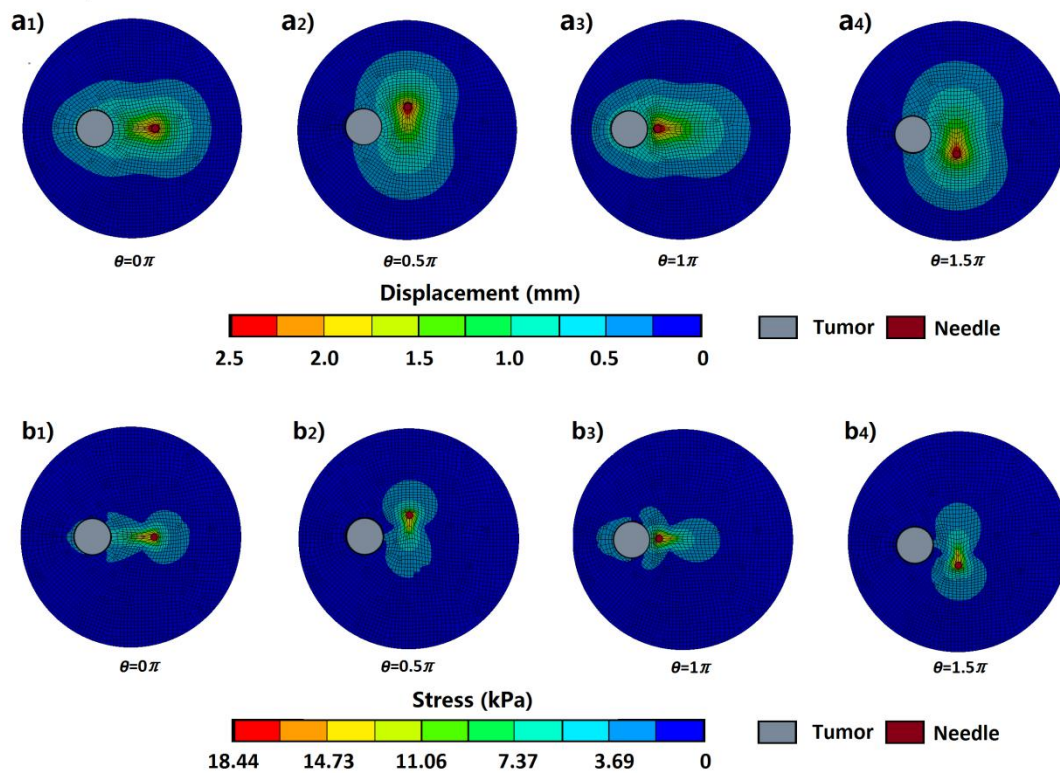 a1) a2) a3) a4)
θ=0π θ=0.5π θ=1π θ=1.5π
Displacement (mm)
2.5 2.0 1.5 1.0 0.5 0
Tumor Needle
b1) b2) b3) b4)
θ=0π θ=0.5π θ=1π θ=1.5π
Stress (kPa)
18.44 14.73 11.06 7.37 3.69 0
Tumor Needle